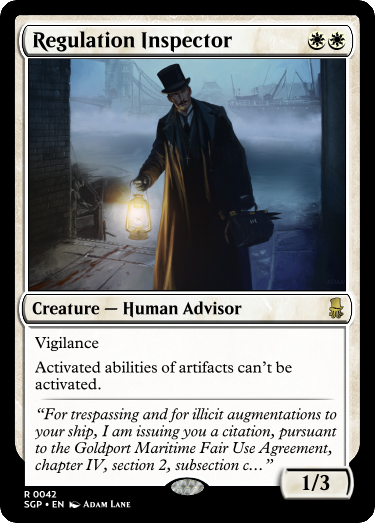 Regulation Inspector
Creature — Human Advisor
Vigilance
Activated abilities of artifacts can't be
activated.
“For trespassing and for illicit augmentations to
your ship, I am issuing you a citation, pursuant
to the Goldport Maritime Fair Use Agreement,
chapter IV, section 2, subsection c…”
1/3
R 0042
SGP • EN Adam Lane